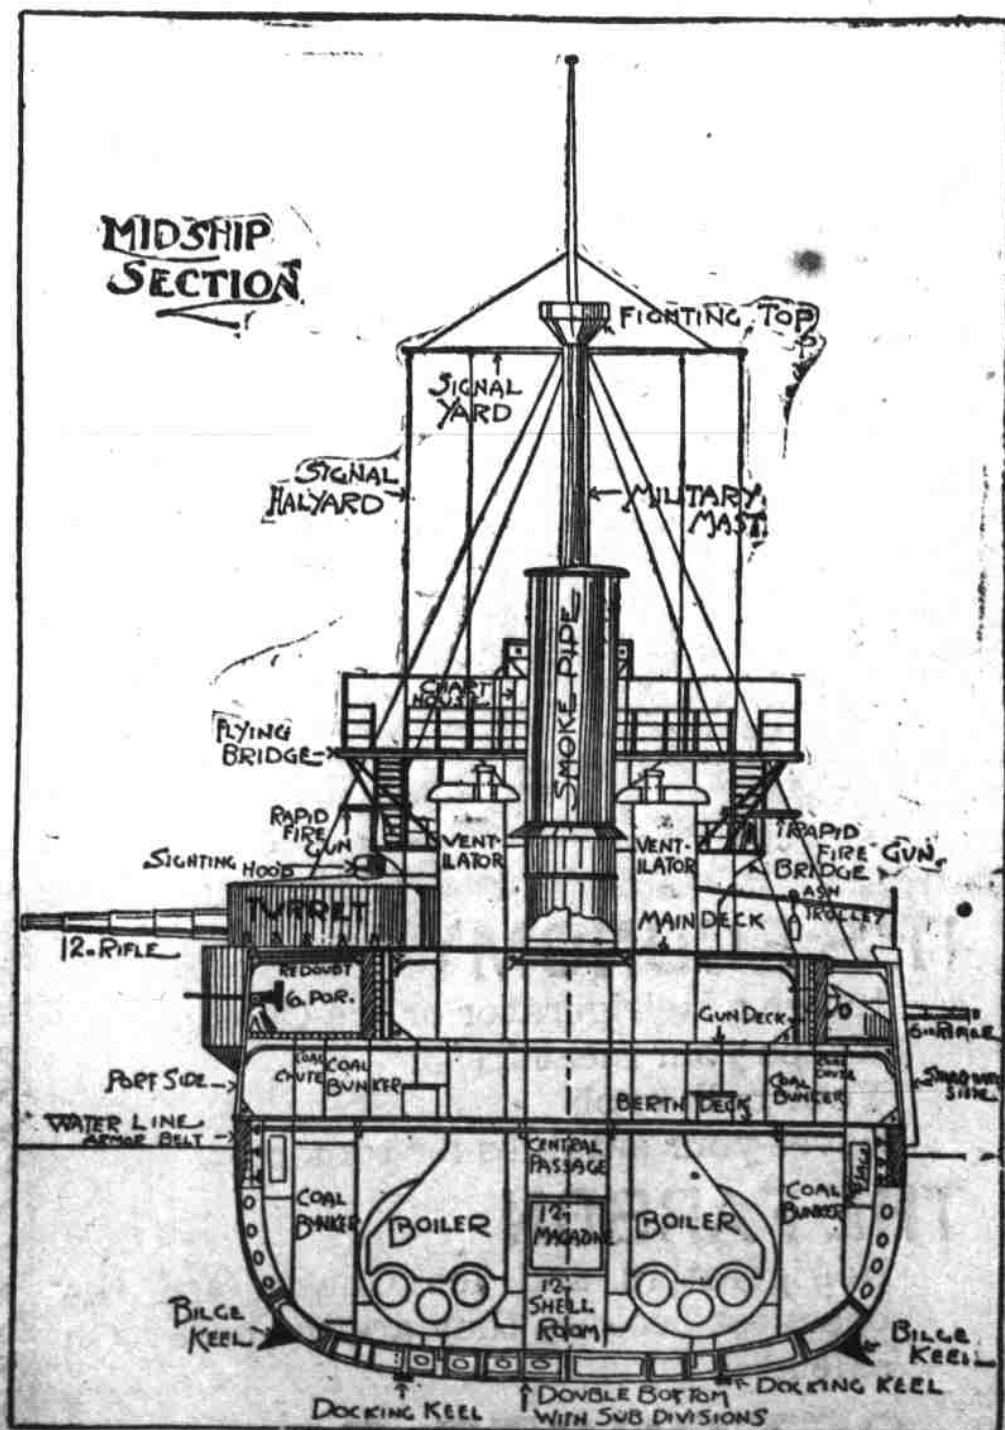 MIDSHIP
SECTION
FIGHTING TOP
SIGNAL
YARD
SIGNAL
HALYARD
MILITARY
MAST.
SMOKE PIPE
CHART
HOUSE
FLYING
BRIDGE
RAPID
FIRE
GUN
SIGHTING HOOD
VENT-
ILATOR
VENT-
ILATOR
RAPID
FIRE GUN
BRIDGE
ASH
TROLLEY
TURRET
12" RIFLE
MAIN DECK
REDOUBT
6. POR.
GUN DECK
6" RIFLE
COAL
CHUTE
COAL
BUNKER
COAL
BUNKER
PORT SIDE
BERTH DECK
SIDE
WATER LINE
ARMOR BELT
CENTRAL
PASSAGE
COAL
BUNKER
COAL
BUNKER
BOILER
12"
MAGAZINE
BOILER
12"
SHELL
ROOM
BILGE
KEEL
BILGE
KEEL
DOCKING KEEL
DOUBLE BOTTOM
WITH SUB DIVISIONS
DOCKING KEEL